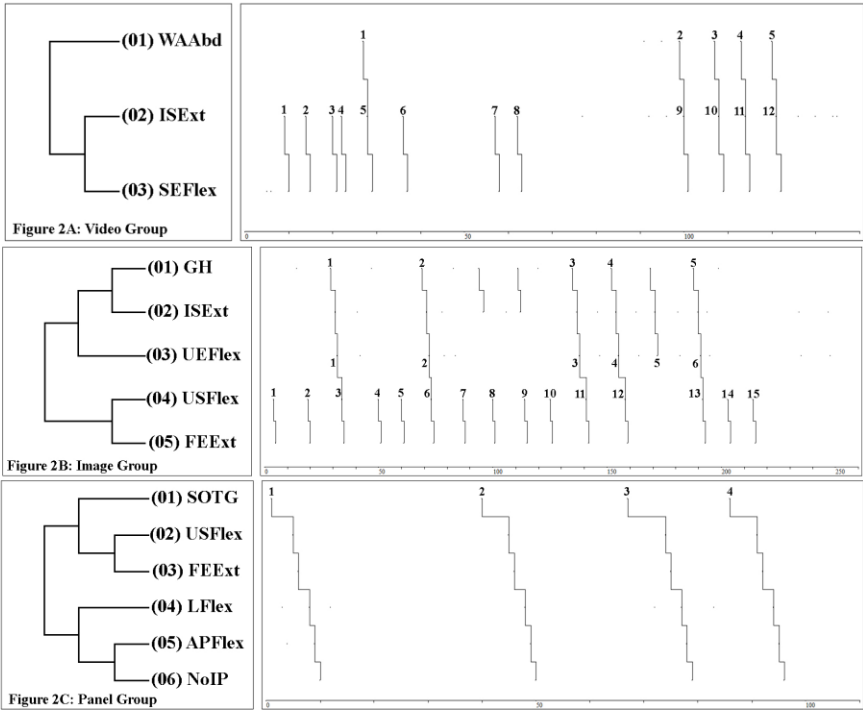 1 2 3 4 5
(01) WAAbd
(02) ISExt
1 2 3 4 5 6 7 8 9 10 11 12
(03) SEFlex
Figure 2A: Video Group
0 50 100
1 2 3 4 5
(01) GH
(02) ISExt
(03) UEFlex
1 2 3 4 5 6
(04) USFlex
1 2 3 4 5 6 7 8 9 10 11 12 13 14 15
(05) FEExt
Figure 2B: Image Group
0 50 100 150 200 250
(01) SOTG
1 2 3 4
(02) USFlex
(03) FEExt
(04) LFlex
(05) APFlex
(06) NoIP
Figure 2C: Panel Group
0 50 100